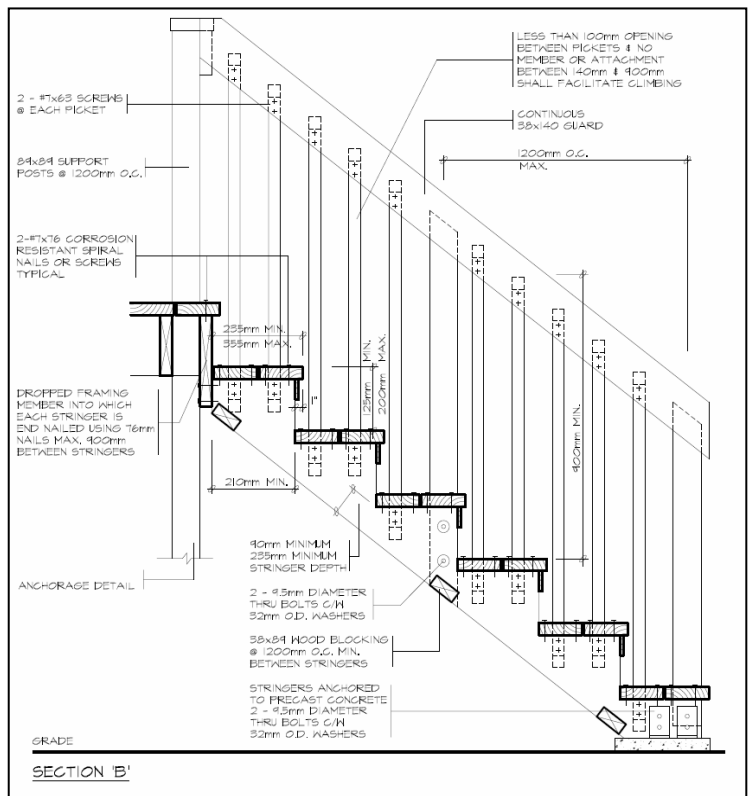 LESS THAN 100mm OPENING
BETWEEN PICKETS & NO
MEMBER OR ATTACHMENT
BETWEEN 140mm & 900mm
SHALL FACILITATE CLIMBING
2 - #7x63 SCREWS
@ EACH PICKET
CONTINUOUS
38x140 GUARD
1200mm O.C.
MAX.
89x89 SUPPORT
POSTS @ 1200mm O.C.
2-#7x76 CORROSION
RESISTANT SPIRAL
NAILS OR SCREWS
TYPICAL
235mm MIN.
355mm MAX.
125mm MIN.
200mm MAX.
1"
900mm MIN.
DROPPED FRAMING
MEMBER INTO WHICH
EACH STRINGER IS
END NAILED USING 76mm
NAILS MAX. 900mm
BETWEEN STRINGERS
210mm MIN.
90mm MINIMUM
235mm MINIMUM
STRINGER DEPTH
ANCHORAGE DETAIL
2 - 9.5mm DIAMETER
THRU BOLTS C/W
32mm O.D. WASHERS
38x89 WOOD BLOCKING
@ 1200mm O.C. MIN.
BETWEEN STRINGERS
STRINGERS ANCHORED
TO PRECAST CONCRETE
2 - 9.5mm DIAMETER
THRU BOLTS C/W
32mm O.D. WASHERS
GRADE
SECTION 'B'